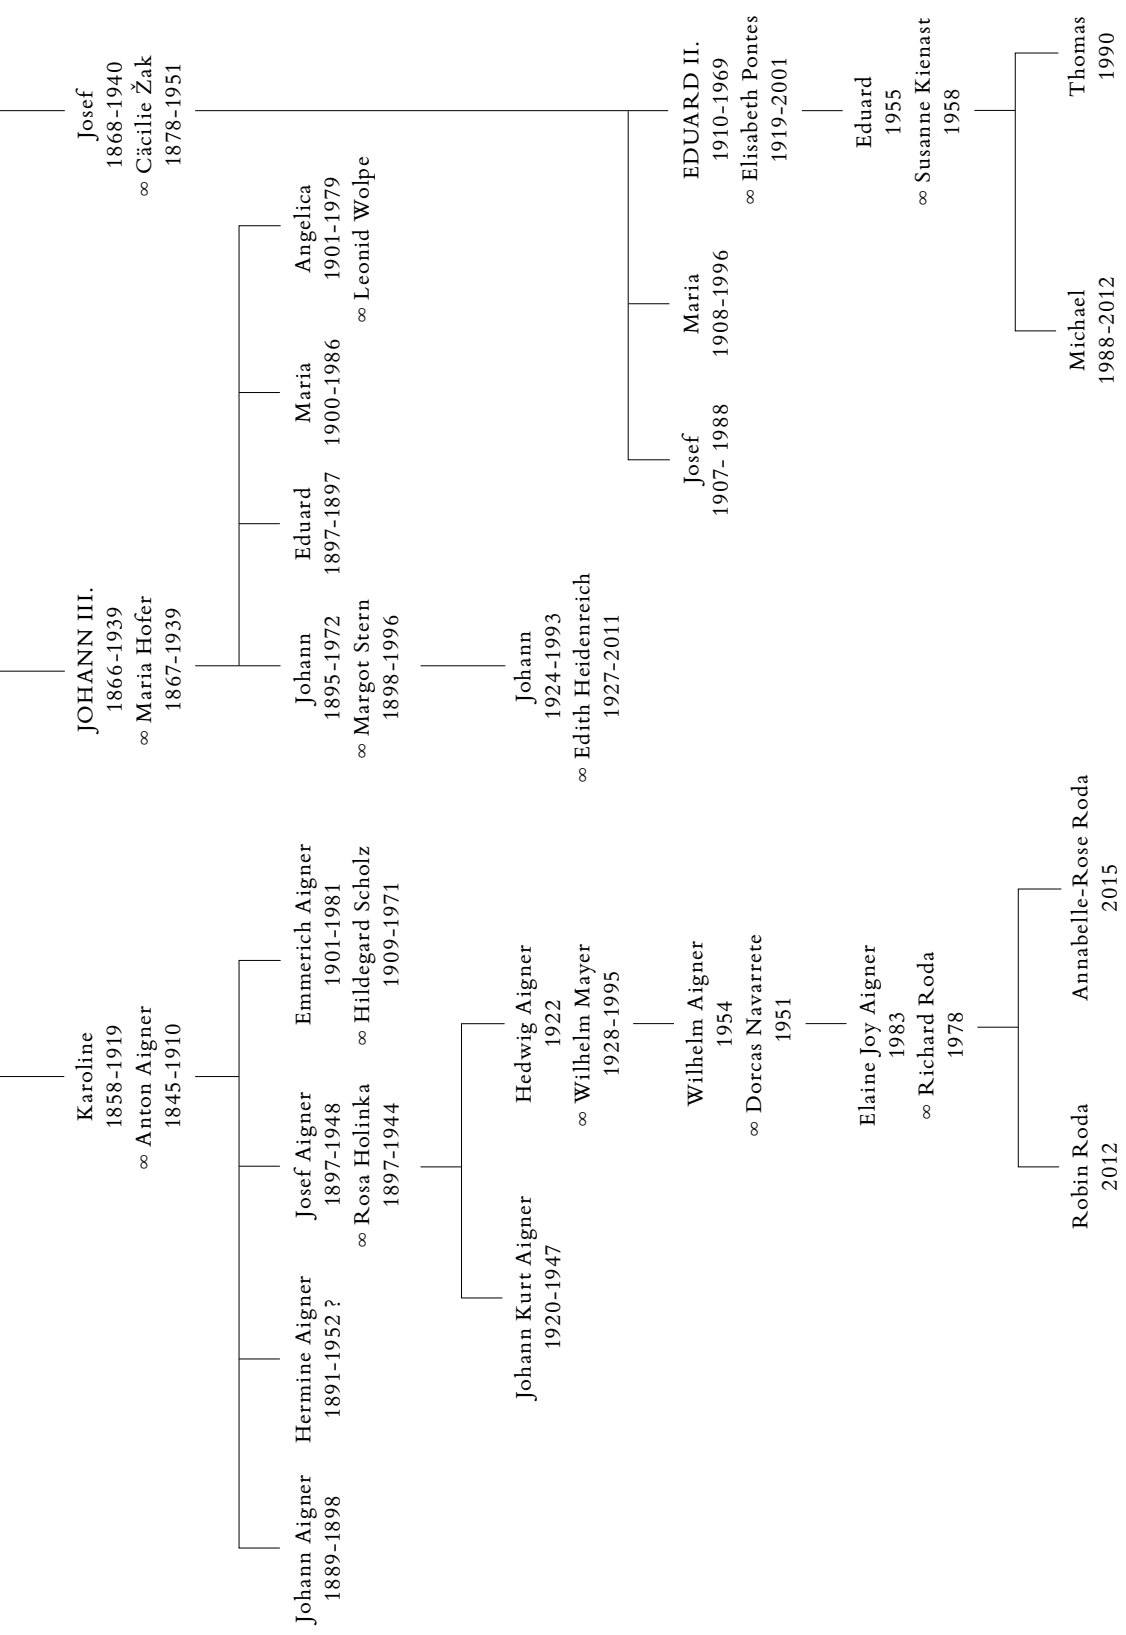 Karoline
1858-1919
∞ Anton Aigner
1845-1910
JOHANN III.
1866-1939
∞ Maria Hofer
1867-1939
Josef
1868-1940
∞ Cäcilie Žak
1878-1951
Johann Aigner
1889-1898
Hermine Aigner
1891-1952 ?
Josef Aigner
1897-1948
∞ Rosa Holinka
1897-1944
Emmerich Aigner
1901-1981
∞ Hildegard Scholz
1909-1971
Johann
1895-1972
∞ Margot Stern
1898-1996
Eduard
1897-1897
Maria
1900-1986
Angelica
1901-1979
∞ Leonid Wolpe
Johann Kurt Aigner
1920-1947
Hedwig Aigner
1922
∞ Wilhelm Mayer
1928-1995
Johann
1924-1993
∞ Edith Heidenreich
1927-2011
Wilhelm Aigner
1954
∞ Dorcas Navarrete
1951
Josef
1907- 1988
Maria
1908-1996
EDUARD II.
1910-1969
∞ Elisabeth Pontes
1919-2001
Elaine Joy Aigner
1983
∞ Richard Roda
1978
Eduard
1955
∞ Susanne Kienast
1958
Robin Roda
2012
Annabelle-Rose Roda
2015
Michael
1988-2012
Thomas
1990